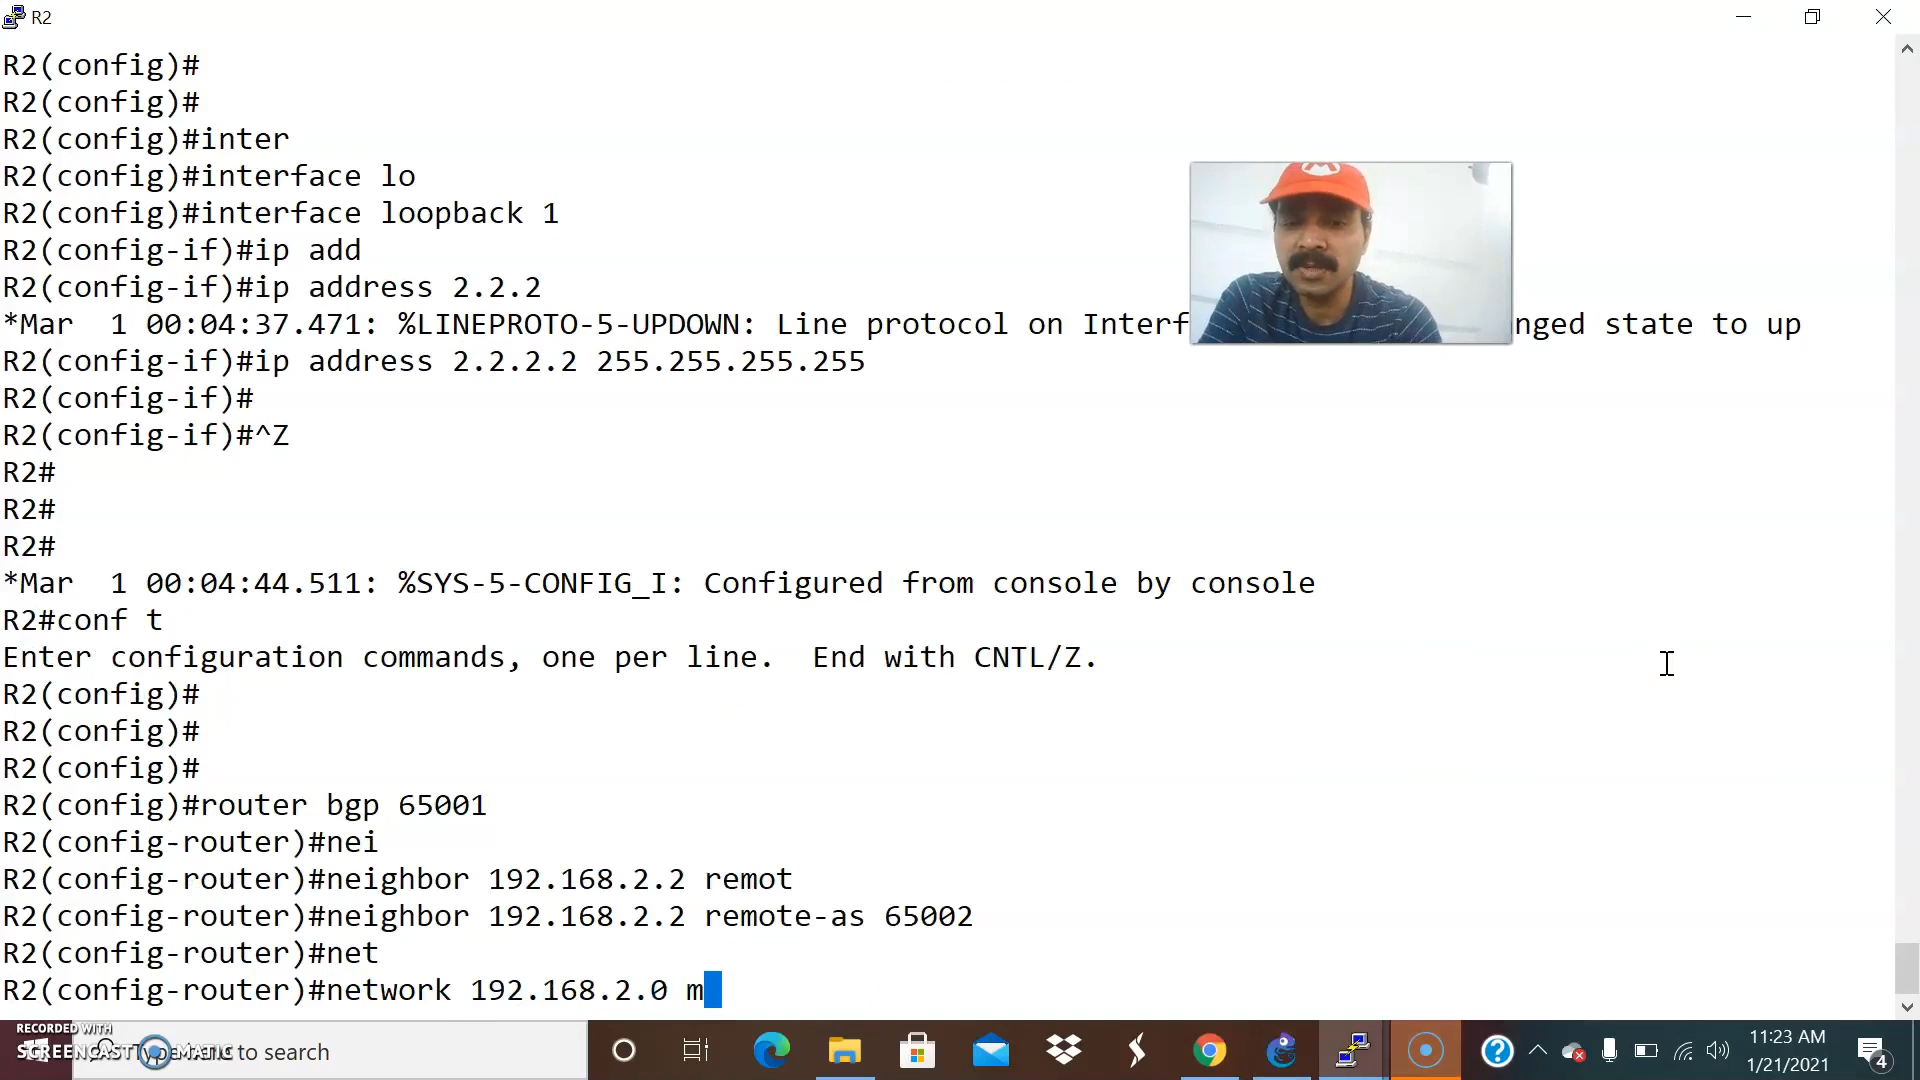 R2
R2(config)#
R2(config)#
R2(config)#inter
R2(config)#interface lo
R2(config)#interface loopback 1
R2(config-if)#ip add
R2(config-if)#ip address 2.2.2
*Mar  1 00:04:37.471: %LINEPROTO-5-UPDOWN: Line protocol on Interf nged state to up
R2(config-if)#ip address 2.2.2.2 255.255.255.255
R2(config-if)#
R2(config-if)#^Z
R2#
R2#
R2#
*Mar  1 00:04:44.511: %SYS-5-CONFIG_I: Configured from console by console
R2#conf t
Enter configuration commands, one per line.  End with CNTL/Z.
R2(config)#
R2(config)#
R2(config)#
R2(config)#router bgp 65001
R2(config-router)#nei
R2(config-router)#neighbor 192.168.2.2 remot
R2(config-router)#neighbor 192.168.2.2 remote-as 65002
R2(config-router)#net
R2(config-router)#network 192.168.2.0 m
RECORDED WITH
SCREENCAST MATIC
to search
11:23 AM
1/21/2021
4
M